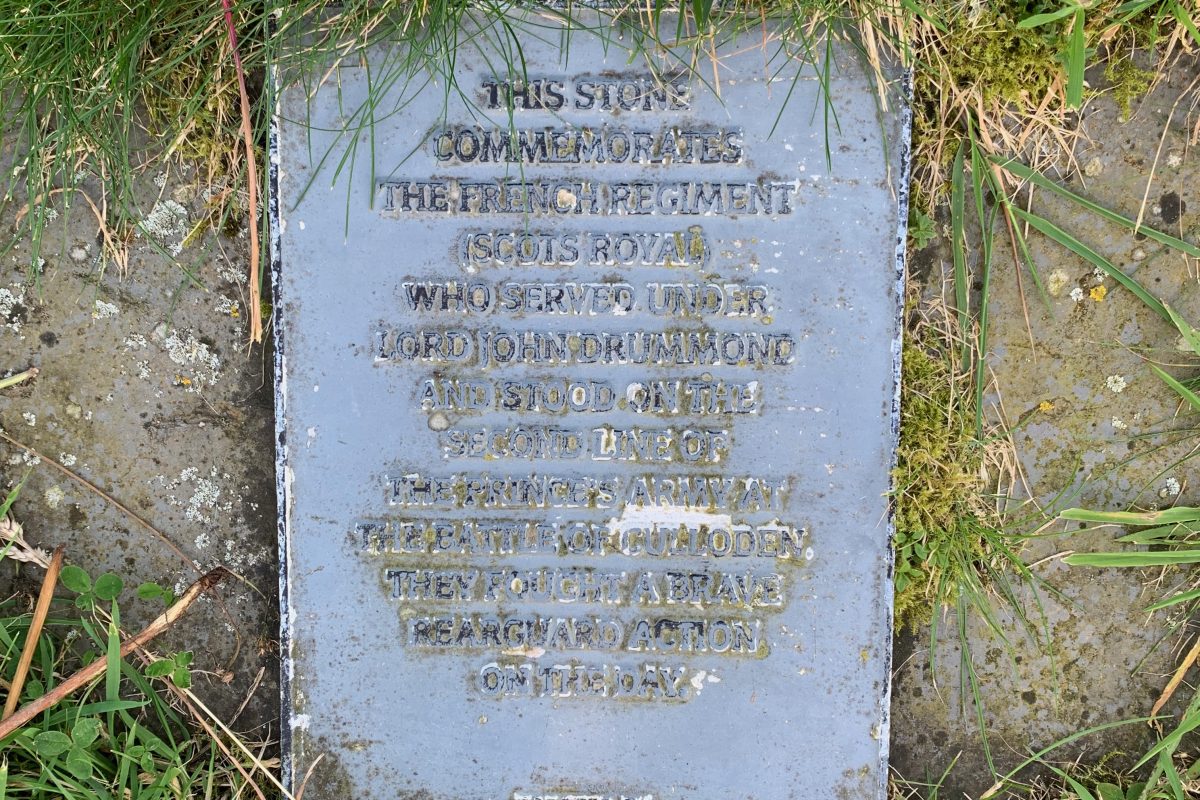 THIS STONE
COMMEMORATES
THE FRENCH REGIMENT
(SCOTS ROYAL)
WHO SERVED UNDER
LORD JOHN DRUMMOND
AND STOOD ON THE
SECOND LINE OF
THE PRINCE'S ARMY AT
THE BATTLE OF CULLODEN
THEY FOUGHT A BRAVE
REARGUARD ACTION
ON THE DAY.